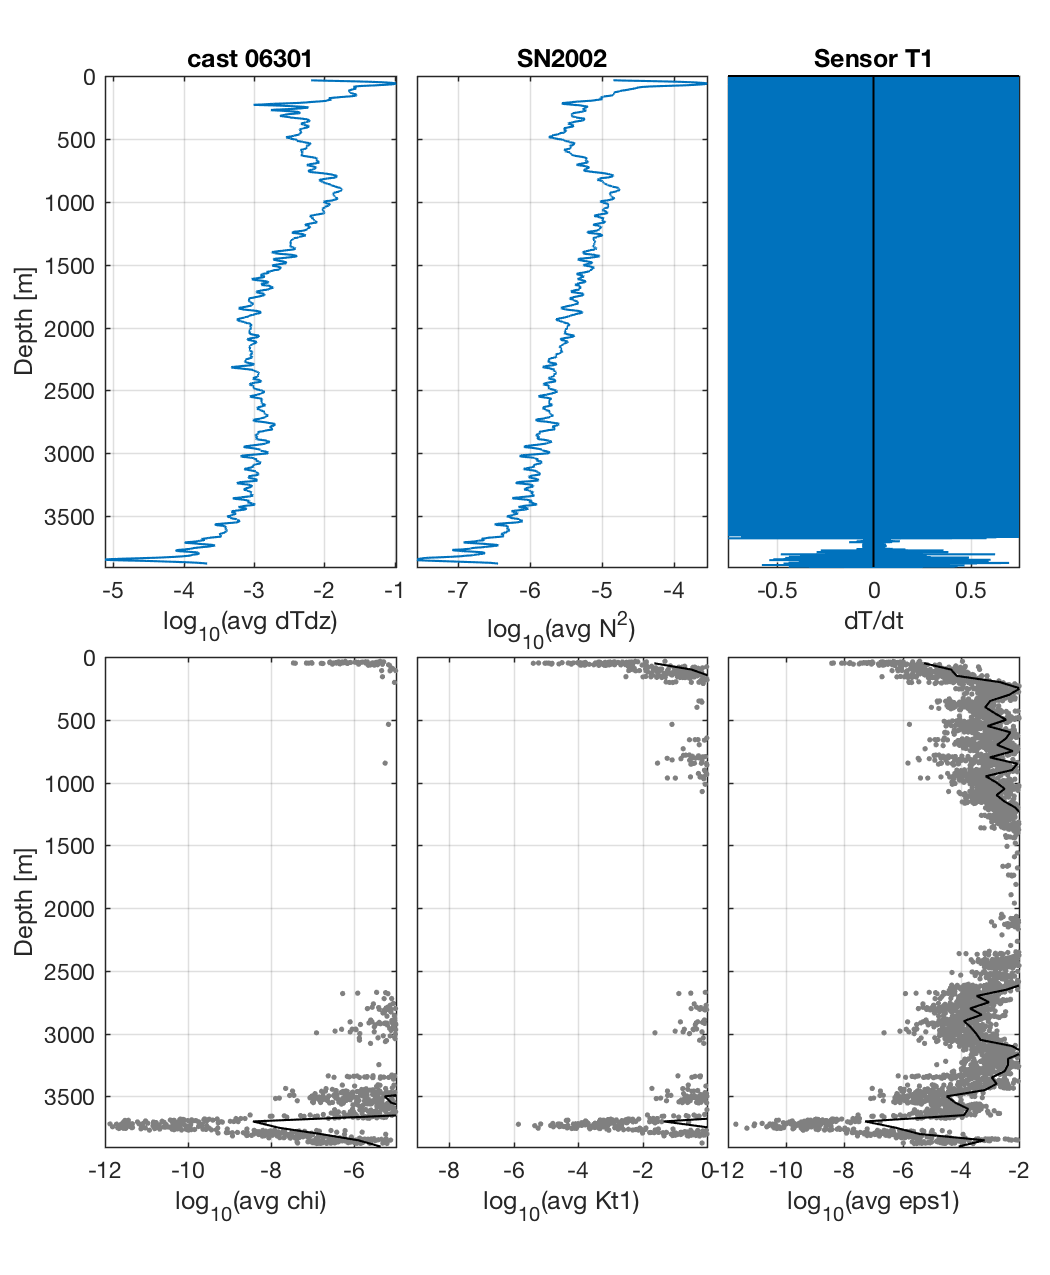 cast 06301 SN2002 Sensor T1
0
500
1000
1500
2000
2500
3000
3500
Depth [m]
-5 -4 -3 -2 -1 -7 -6 -5 -4 -0.5 0 0.5
log10(avg dTdz) log10(avg N2) dT/dt
0
500
1000
1500
2000
2500
3000
3500
Depth [m]
-12 -10 -8 -6 -8 -6 -4 -2 0 -12 -10 -8 -6 -4 -2
log10(avg chi) log10(avg Kt1) log10(avg eps1)